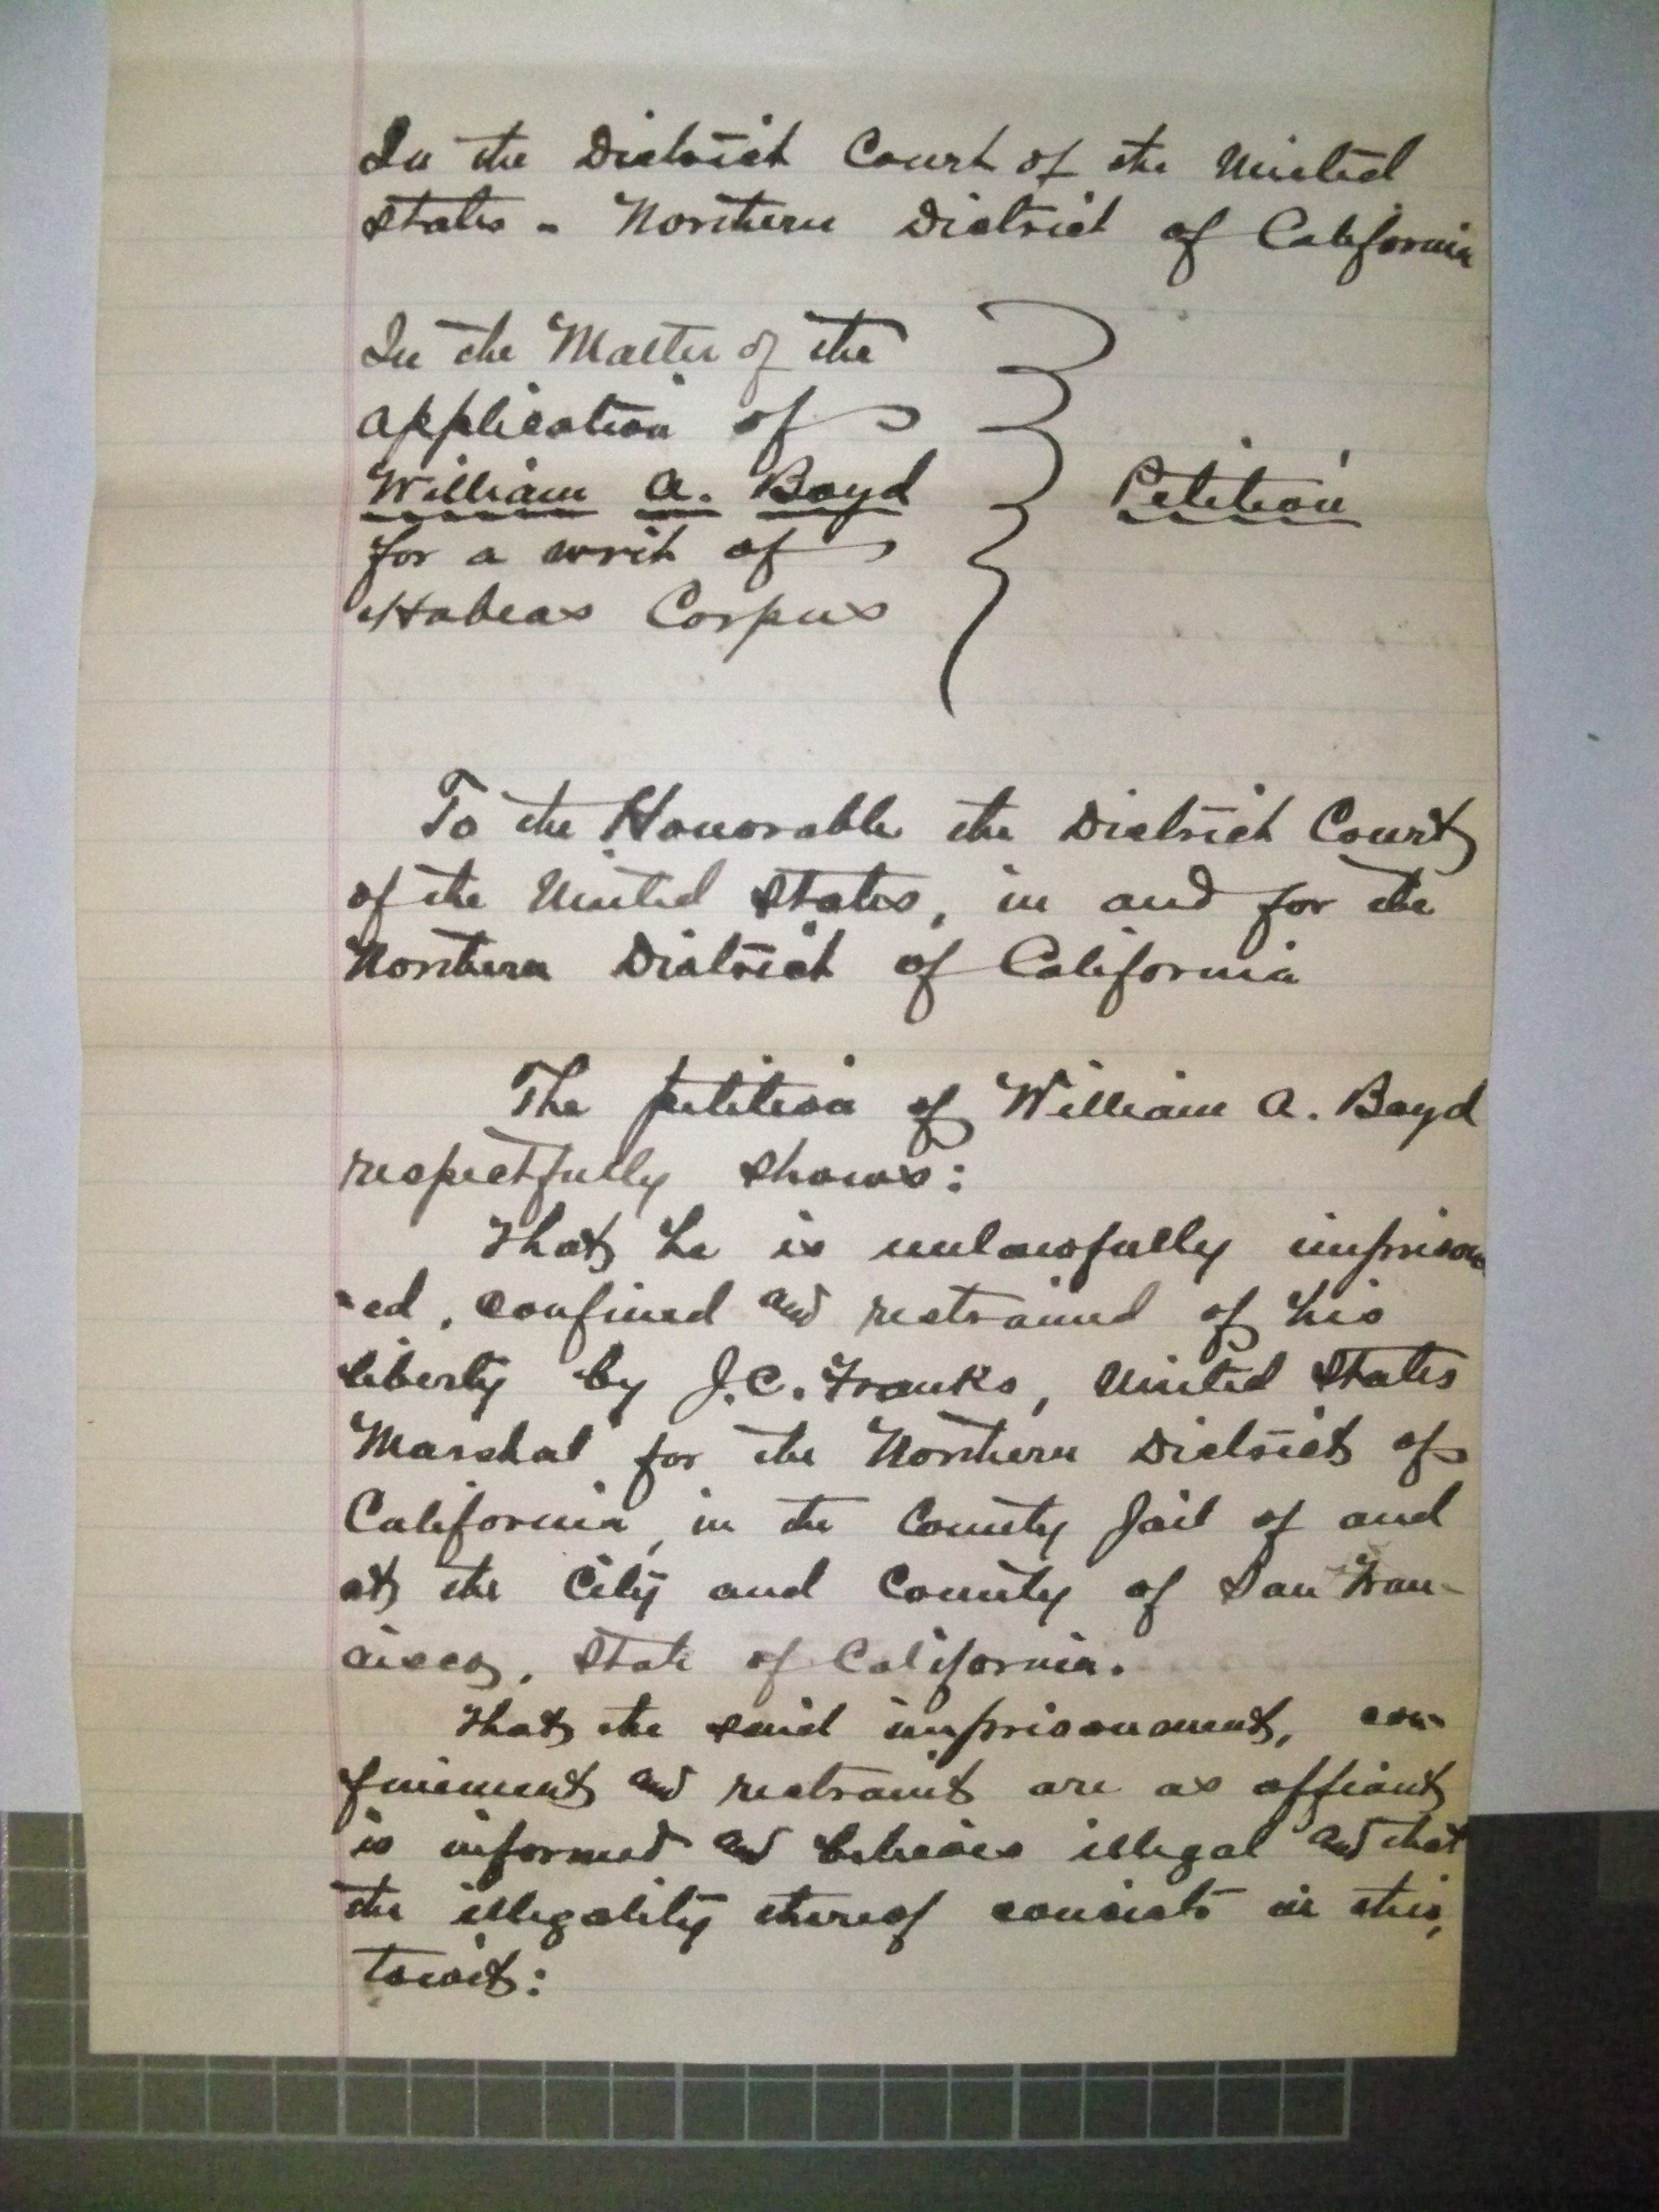 In the District Court of the United
States - Northern District of California
In the Matter of the
application of
William A. Boyd
for a writ of
Habeas Corpus
Petition
To the Honorable the District Court
of the United States, in and for the
Northern District of California
The petition of William A. Boyd
respectfully shows:
That he is unlawfully imprison
-ed, confined and restrained of his
liberty by J.C. Franks, United States
Marshal for the Northern District of
California, in the County Jail of and
at the City and County of San Fran-
cisco, State of California.
That the said imprisonment, con-
finement and restraint are as affiant
is informed and believes illegal and that
the illegality thereof consists in this,
towit: